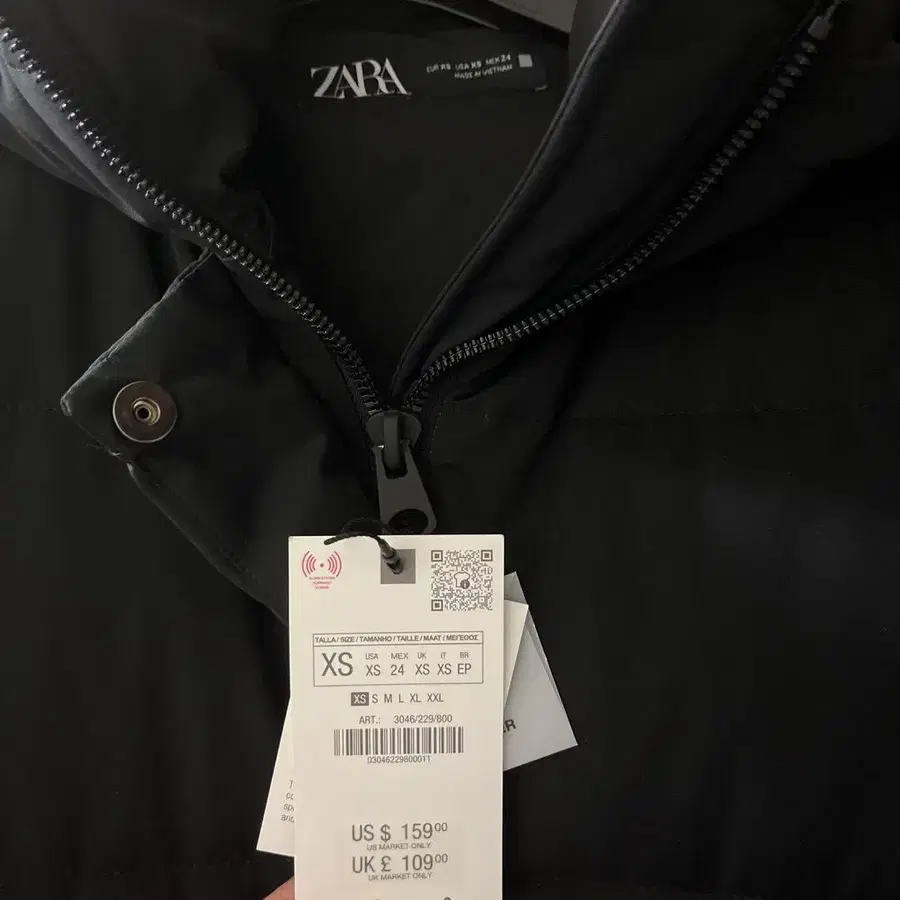 ZARA
EUR XS USA XS MEX 24
MADE IN VIETNAM
TALLA / SIZE / TAMANHO / TAILLE / MAAT / ΜΕΓΕΘΟΣ
USA MEX UK IT BR
XS XS 24 XS XS EP
XS S M L XL XXL
ART.: 3046/229/800
03046229800011
US $ 159.00
US MARKET ONLY
UK £ 109.00
UK MARKET ONLY
ER